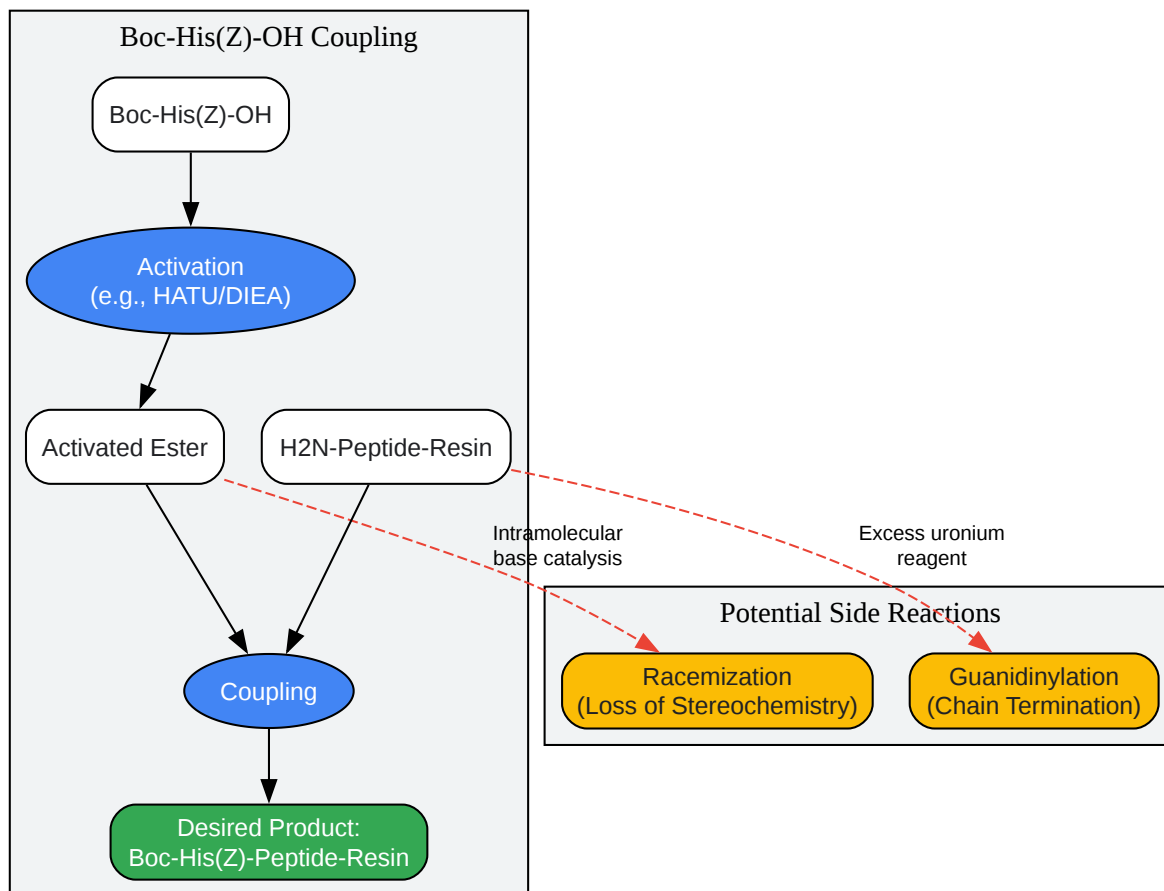 Boc-His(Z)-OH Coupling
Boc-His(Z)-OH
Activation
(e.g., HATU/DIEA)
Activated Ester
H2N-Peptide-Resin
Intramolecular
base catalysis
Excess uronium
reagent
Potential Side Reactions
Racemization
(Loss of Stereochemistry)
Guanidinylation
(Chain Termination)
Coupling
Desired Product:
Boc-His(Z)-Peptide-Resin